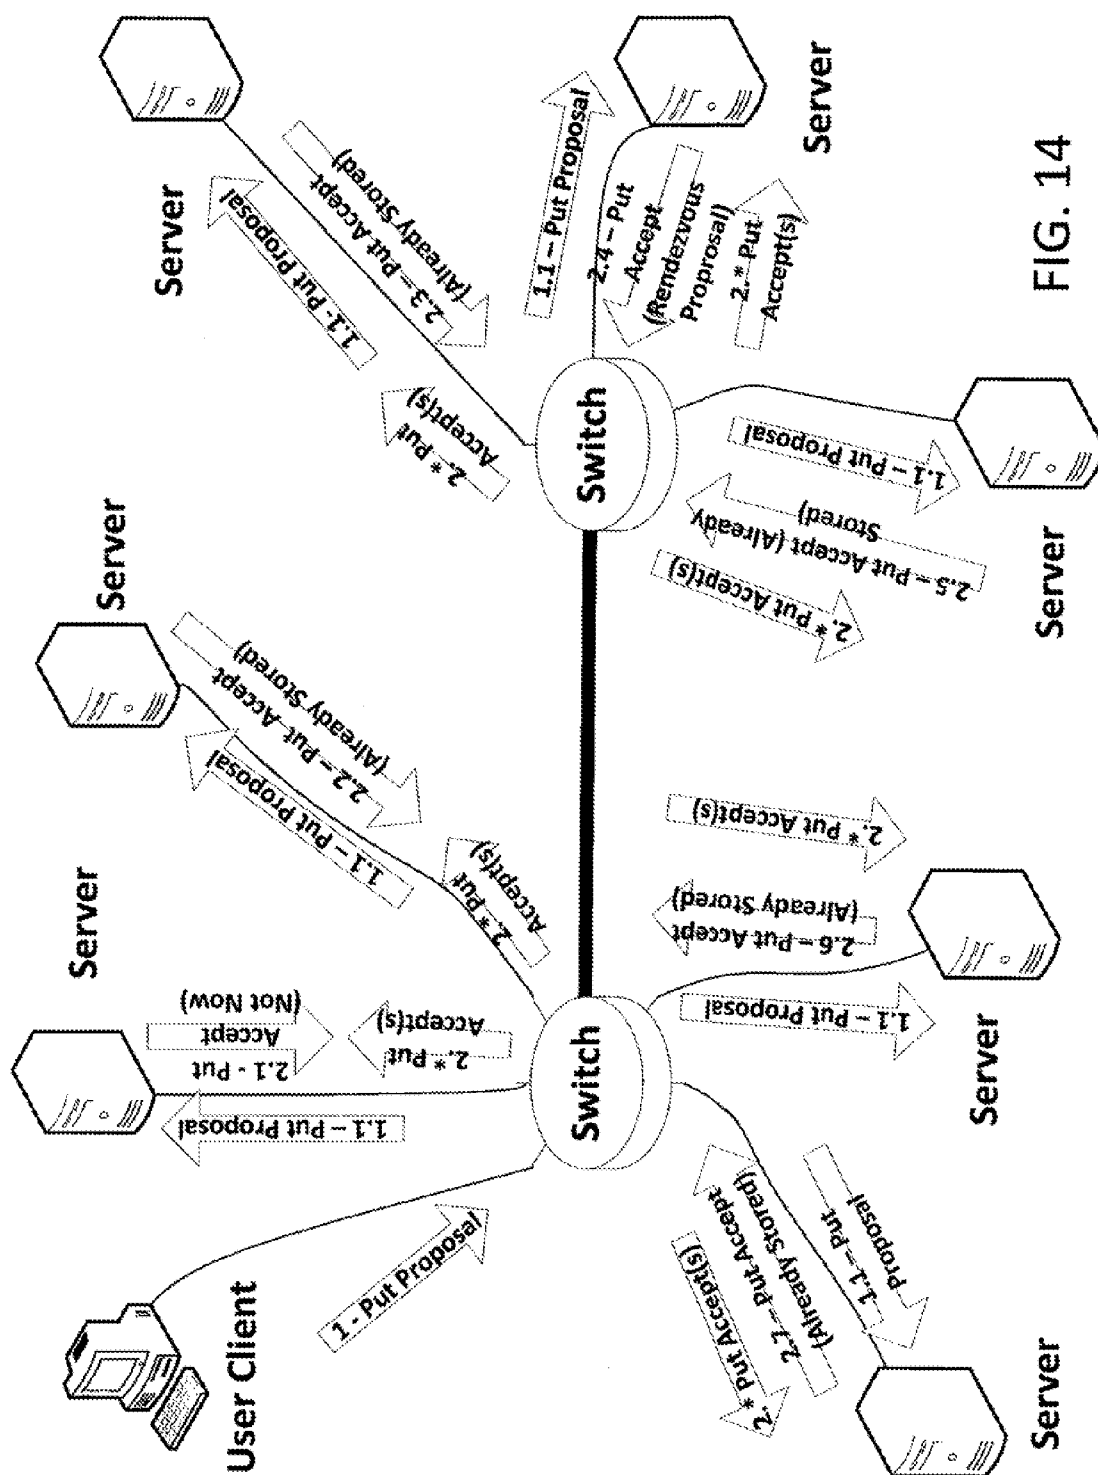 User Client
1 - Put Proposal
Server
1.1 – Put Proposal
2.1 - Put
Accept
(Not Now)
2.* Put
Accept(s)
Server
1.1 – Put Proposal
2.2 – Put Accept
(Already Stored)
2.* Put
Accept(s)
Server
1.1- Put Proposal
2.3 – Put Accept
(Already Stored)
2.* Put
Accept(s)
Switch
Switch
1.1 – Put Proposal
2.4 – Put
Accept
(Rendezvous
Proprosal)
2.* Put
Accept(s)
Server
2.* Put Accept(s)
2.7 – Put Accept
(Already Stored)
1.1 – Put
Proposal
Server
1.1 – Put Proposal
2.6 – Put Accept
(Already Stored)
2.* Put Accept(s)
Server
2.* Put Accept(s)
2.5 – Put Accept (Already
Stored)
1.1 – Put Proposal
Server
FIG. 14